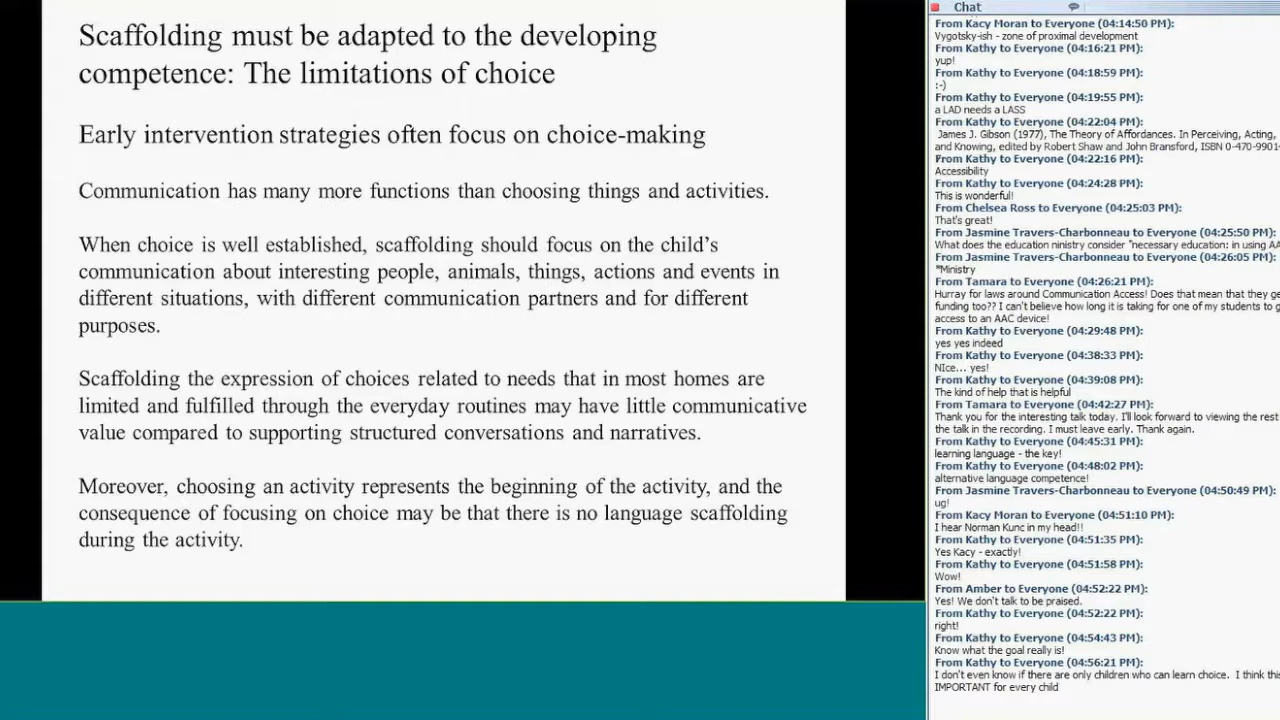 Scaffolding must be adapted to the developing
competence: The limitations of choice
Early intervention strategies often focus on choice-making
Communication has many more functions than choosing things and activities.
When choice is well established, scaffolding should focus on the child's
communication about interesting people, animals, things, actions and events in
different situations, with different communication partners and for different
purposes.
Scaffolding the expression of choices related to needs that in most homes are
limited and fulfilled through the everyday routines may have little communicative
value compared to supporting structured conversations and narratives.
Moreover, choosing an activity represents the beginning of the activity, and the
consequence of focusing on choice may be that there is no language scaffolding
during the activity.
Chat
From Kacy Moran to Everyone (04:14:50 PM):
Vygotsky-ish - zone of proximal development
From Kathy to Everyone (04:16:21 PM):
yup!
From Kathy to Everyone (04:18:59 PM):
:-)
From Kathy to Everyone (04:19:55 PM):
a LAD needs a LASS
From Kathy to Everyone (04:22:04 PM):
James J. Gibson (1977), The Theory of Affordances. In Perceiving, Acting,
and Knowing, edited by Robert Shaw and John Bransford, ISBN 0-470-9901-
From Kathy to Everyone (04:22:16 PM):
Accessibility
From Kathy to Everyone (04:24:28 PM):
This is wonderful!
From Chelsea Ross to Everyone (04:25:03 PM):
That's great!
From Jasmine Travers-Charbonneau to Everyone (04:25:50 PM):
What does the education ninistry consider "necessary education: in using AA
From Jasmine Travers-Charbonneau to Everyone (04:26:05 PM):
*Ministry
From Tamara to Everyone (04:26:21 PM):
Hurray for laws around Communication Access! Does that mean that they ge
funding too?? I can't believe how long it is taking for one of my students to g
access to an AAC device!
From Kathy to Everyone (04:29:48 PM):
yes yes indeed
From Kathy to Everyone (04:38:33 PM):
NIce... yes!
From Kathy to Everyone (04:39:08 PM):
The kind of help that is helpful
From Tamara to Everyone (04:42:27 PM):
Thank you for the interesting talk today. I'll look forward to viewing the rest
the talk in the recording. I must leave early. Thank again.
From Kathy to Everyone (04:45:31 PM):
learning language - the key!
From Kathy to Everyone (04:48:02 PM):
alternative language competence!
From Jasmine Travers-Charbonneau to Everyone (04:50:49 PM):
ug!
From Kacy Moran to Everyone (04:51:10 PM):
I hear Norman Kunc in my head!!
From Kathy to Everyone (04:51:35 PM):
Yes Kacy - exactly!
From Kathy to Everyone (04:51:58 PM):
Wow!
From Amber to Everyone (04:52:22 PM):
Yes! We don't talk to be praised.
From Kathy to Everyone (04:52:22 PM):
right!
From Kathy to Everyone (04:54:43 PM):
Know what the goal really is!
From Kathy to Everyone (04:56:21 PM):
I don't even know if there are only children who can learn choice. I think this
IMPORTANT for every child